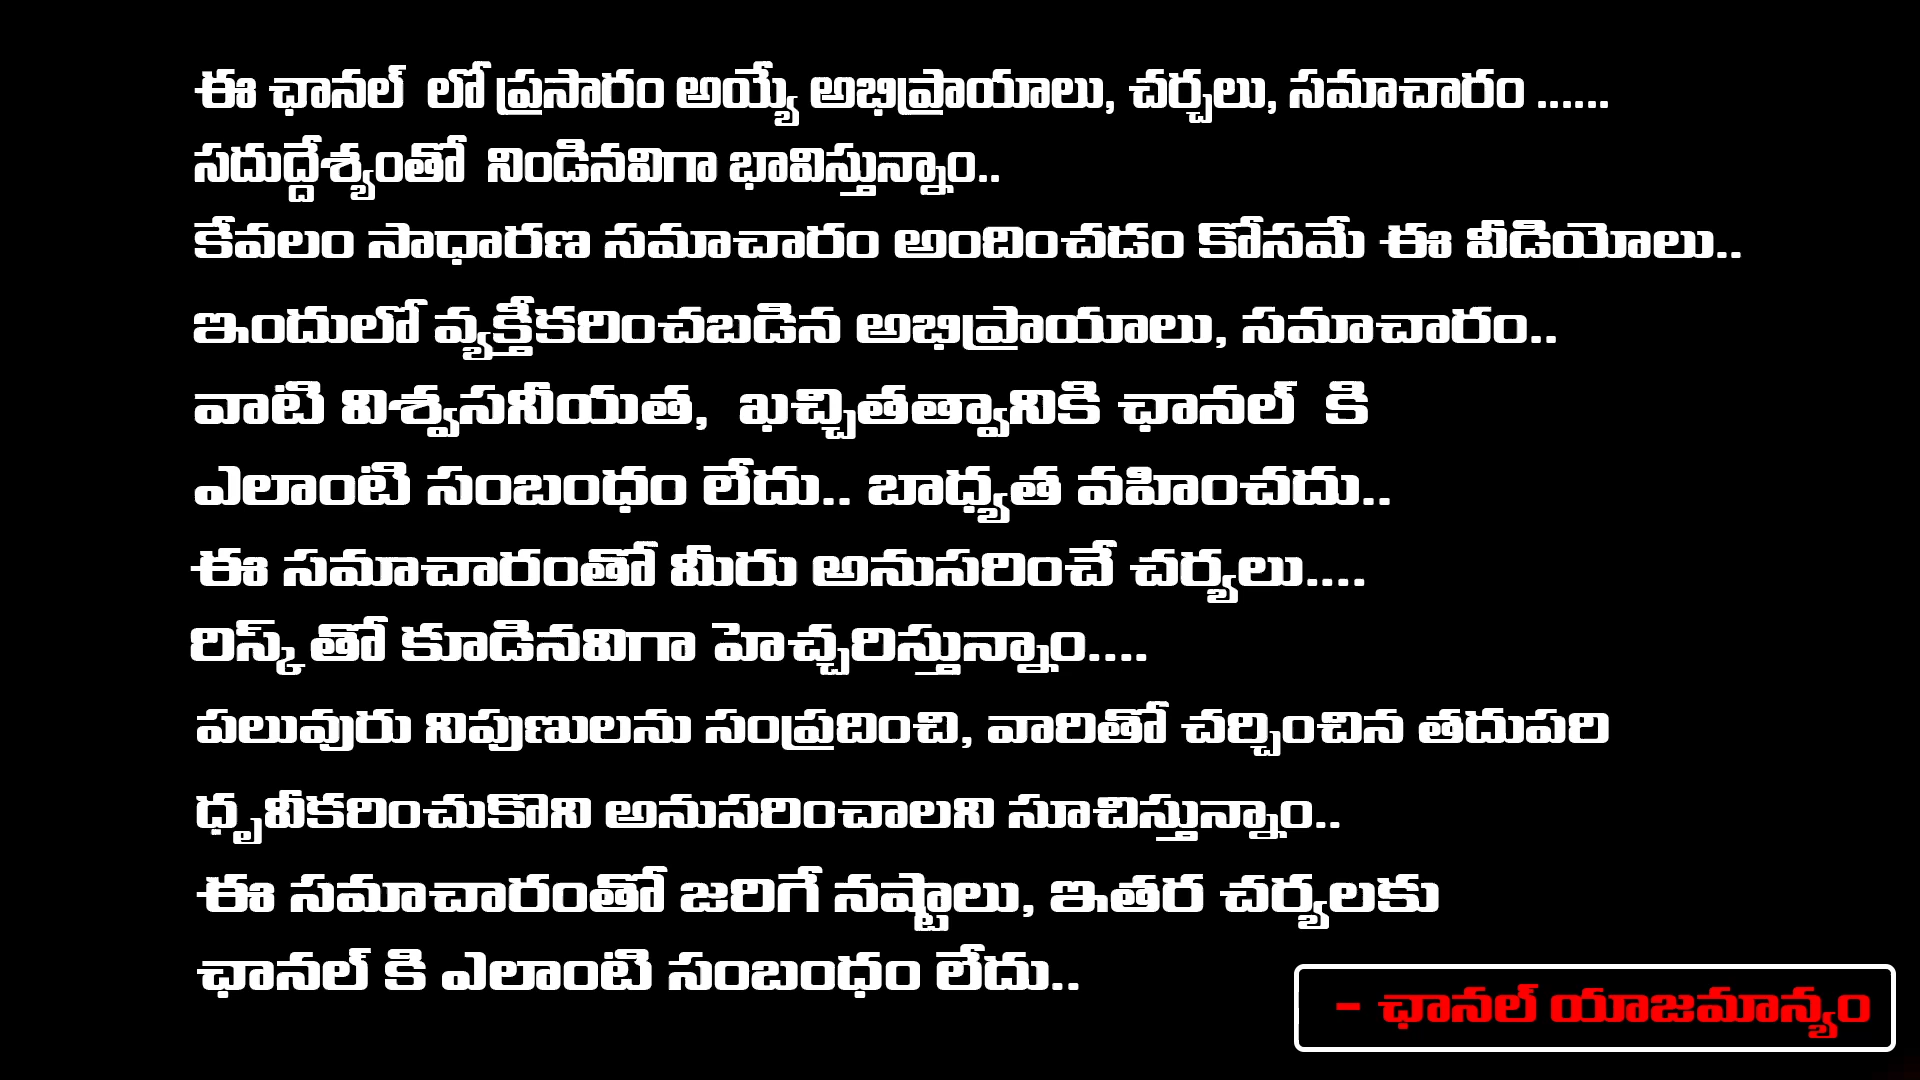 ఈ ఛానల్ లో ప్రసారం అయ్యే అభిప్రాయాలు, చర్చలు, సమాచారం ......
సదుద్దేశ్యంతో నిండినవిగా భావిస్తున్నాం..
కేవలం సాధారణ సమాచారం అందించడం కోసమే ఈ వీడియోలు..
ఇందులో వ్యక్తీకరించబడిన అభిప్రాయాలు, సమాచారం..
వాటి విశ్వసనీయత, ఖచ్చితత్వానికి ఛానల్ కి
ఎలాంటి సంబంధం లేదు.. బాధ్యత వహించదు..
ఈ సమాచారంతో మీరు అనుసరించే చర్యలు....
రిస్క్ తో కూడినవిగా హెచ్చరిస్తున్నాం....
పలువురు నిపుణులను సంప్రదించి, వారితో చర్చించిన తదుపరి
ధృవీకరించుకొని అనుసరించాలని సూచిస్తున్నాం..
ఈ సమాచారంతో జరిగే నష్టాలు, ఇతర చర్యలకు
ఛానల్ కి ఎలాంటి సంబంధం లేదు..
- ఛానల్ యాజమాన్యం